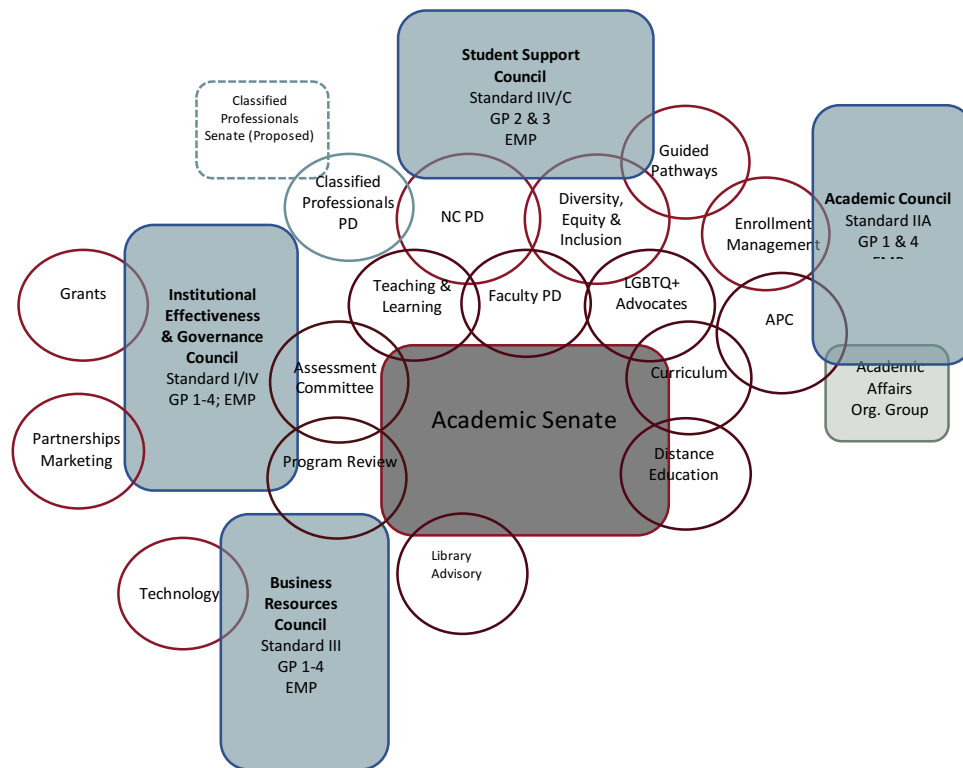 Student Support
Council
Standard IIV/C
GP 2 & 3
EMP
Classified
Professionals
Senate (Proposed)
Guided
Pathways
Classified
Professionals
PD
NC PD
Diversity,
Equity &
Inclusion
Enrollment
Management
Academic Council
Standard IIA
GP 1 & 4
EMP
Grants
Institutional
Effectiveness
& Governance
Council
Standard I/IV
GP 1-4; EMP
Teaching &
Learning
Faculty PD
LGBTQ+
Advocates
APC
Assessment
Committee
Academic Senate
Curriculum
Academic
Affairs
Org. Group
Partnerships
Marketing
Program Review
Distance
Education
Library
Advisory
Technology
Business
Resources
Council
Standard III
GP 1-4
EMP